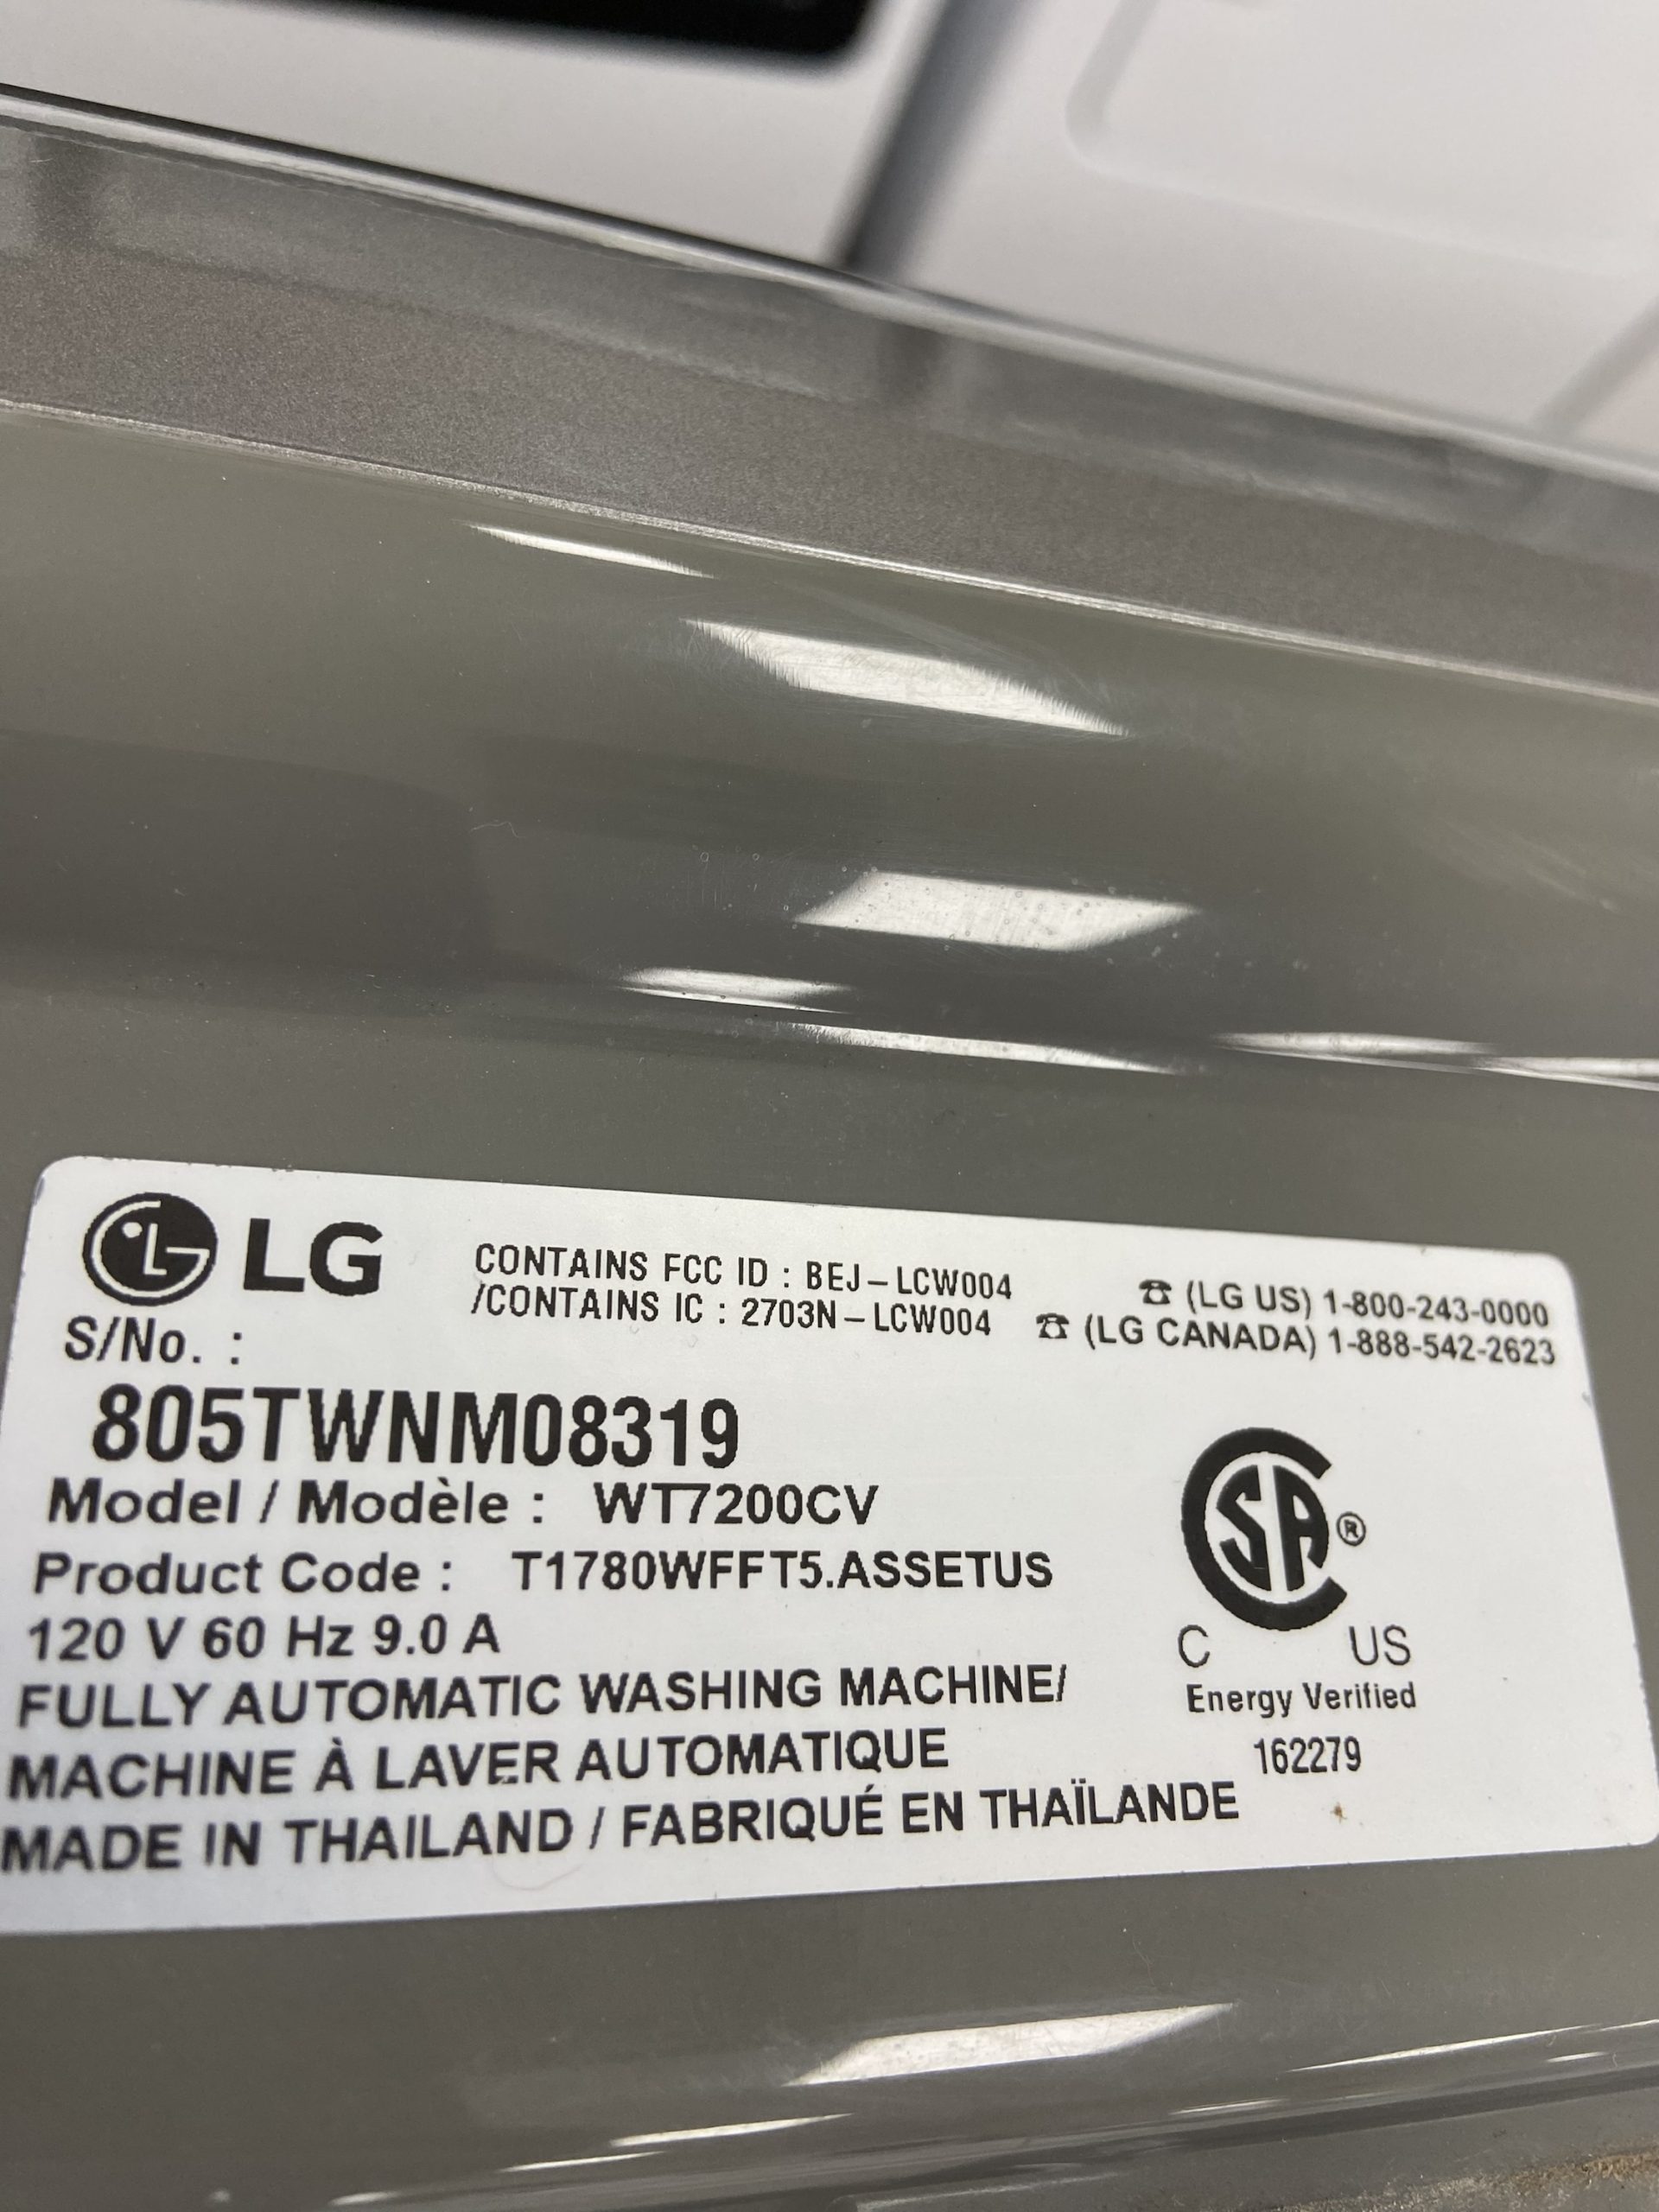 LG
CONTAINS FCC ID : BEJ–LCW004
/CONTAINS IC : 2703N–LCW004
☎ (LG US) 1-800-243-0000
☎ (LG CANADA) 1-888-542-2623
S/No. :
805TWNM08319
Model / Modèle : WT7200CV
Product Code : T1780WFFT5.ASSETUS
120 V 60 Hz 9.0 A
FULLY AUTOMATIC WASHING MACHINE/
MACHINE À LAVER AUTOMATIQUE
MADE IN THAILAND / FABRIQUÉ EN THAÏLANDE
SA ®
C US
Energy Verified
162279